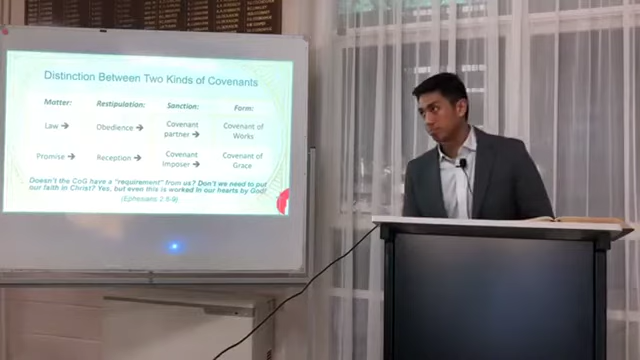 Distinction Between Two Kinds of Covenants
Matter: Restipulation: Sanction: Form:
Law → Obedience → Covenant partner → Covenant of Works
Promise → Reception → Covenant Imposer → Covenant of Grace
Doesn't the CoG have a "requirement" from us? Don't we need to put
our faith in Christ? Yes, but even this is worked in our hearts by God!
(Ephesians 2:8-9)